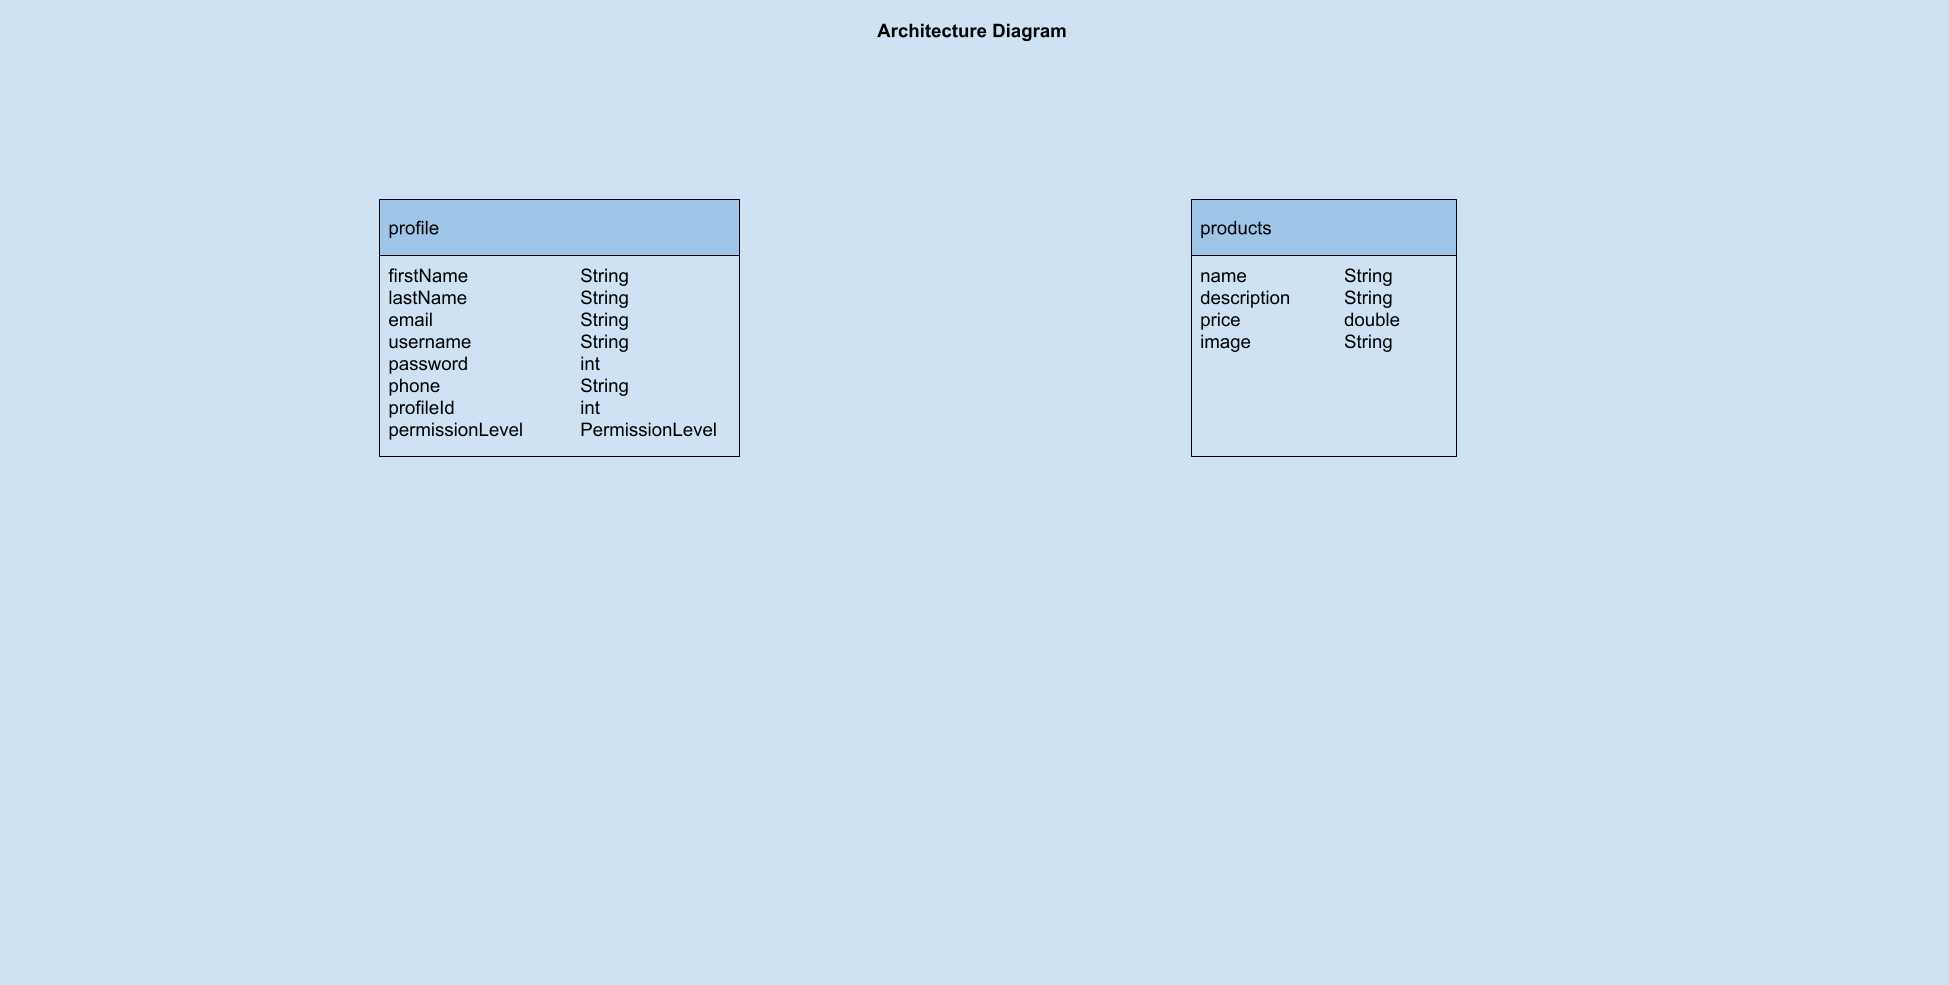 Architecture Diagram
profile
firstName String
lastName String
email String
username String
password int
phone String
profileId int
permissionLevel PermissionLevel
products
name String
description String
price double
image String